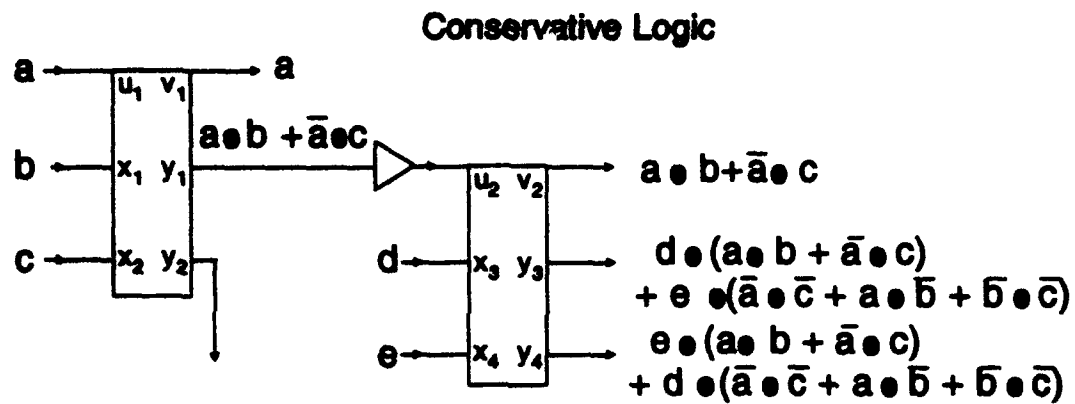 Conservative Logic
a
u₁ v₁
a
a●b + a̅●c
b
x₁ y₁
u₂ v₂
a ● b+a̅● c
c
x₂ y₂
d
x₃ y₃
d ●(a● b + a̅ ● c)
+ e ●(a̅ ● c̅ + a ● b̅ + b̅ ● c̅)
e
x₄ y₄
e ● (a● b + a̅ ● c)
+ d ●(a̅ ● c̅ + a ● b̅ + b̅ ● c̅)